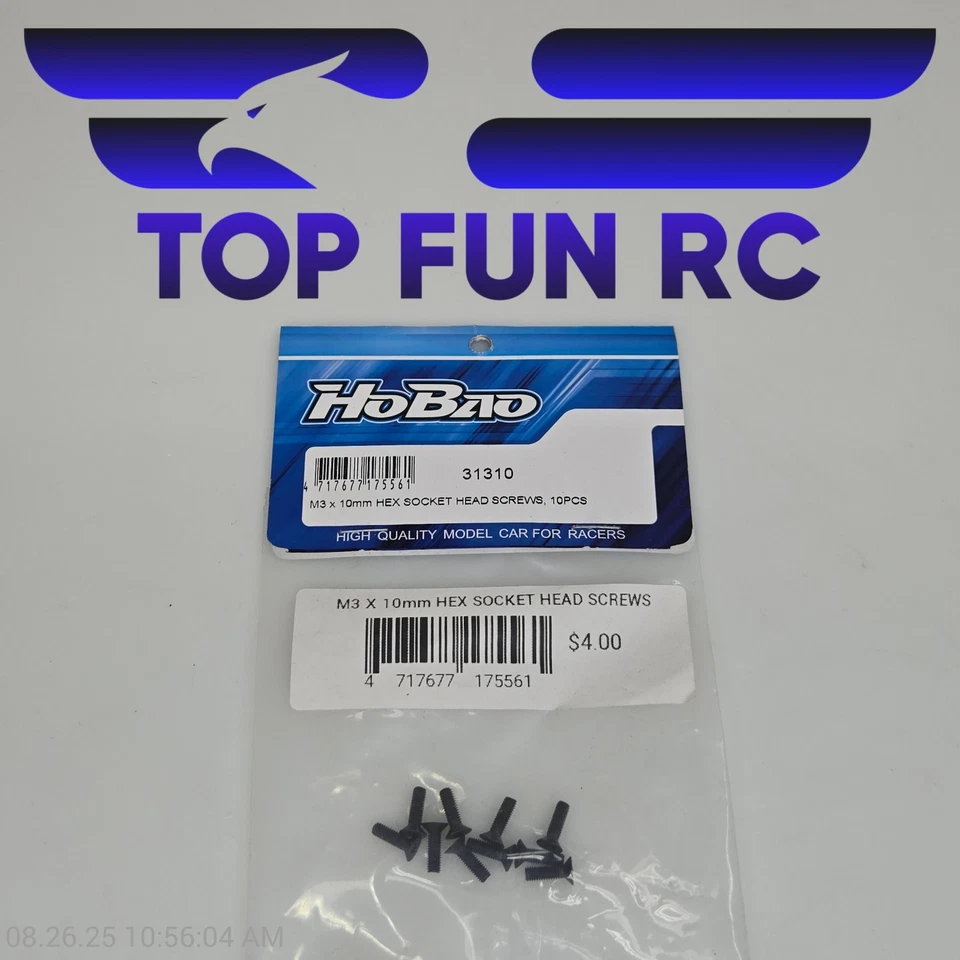 TOP FUN RC
HoBao
31310
4 717677 175561
M3 x 10mm HEX SOCKET HEAD SCREWS, 10PCS
HIGH QUALITY MODEL CAR FOR RACERS
M3 X 10mm HEX SOCKET HEAD SCREWS
$4.00
4 717677 175561
08.26.25 10:56:04 AM